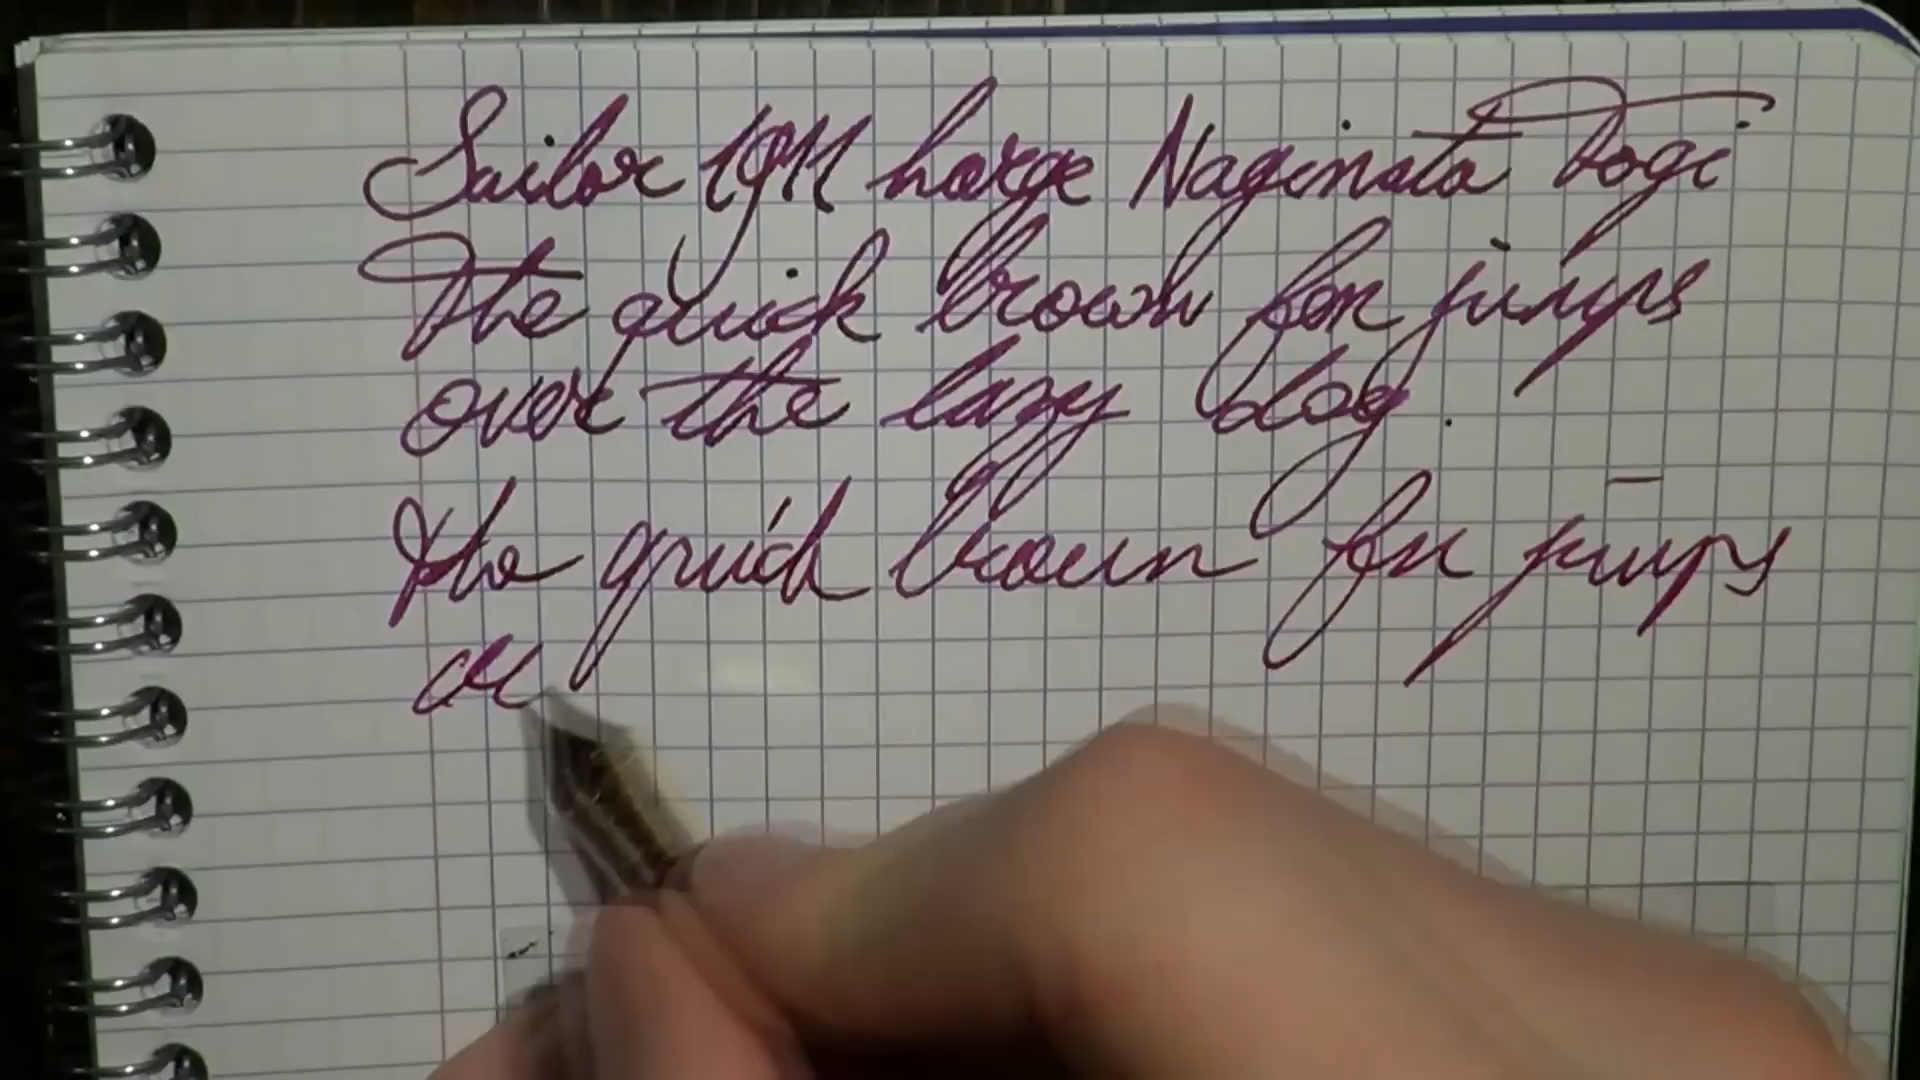 Sailor 1911 Large Naginata Togi
The quick brown fox jumps
over the lazy dog.
The quick brown fox jumps
ov